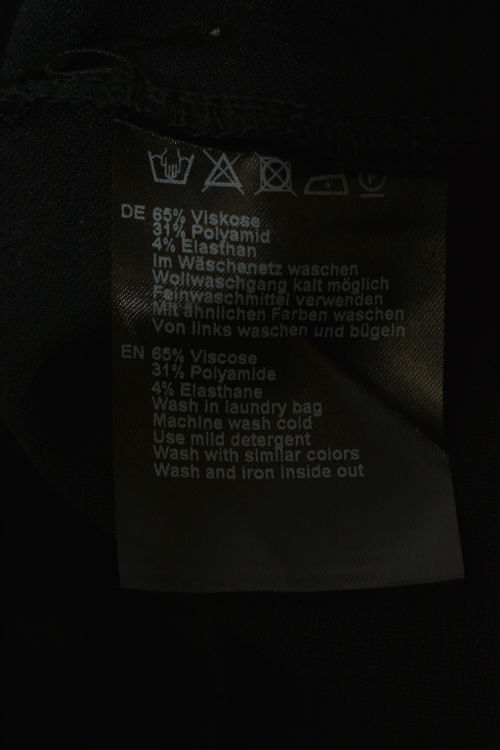 DE 65% Viskose
31% Polyamid
4% Elasthan
Im Wäschenetz waschen
Wollwaschgang kalt möglich
Feinwaschmittel verwenden
Mit ähnlichen Farben waschen
Von links waschen und bügeln
EN 65% Viscose
31% Polyamide
4% Elasthane
Wash in laundry bag
Machine wash cold
Use mild detergent
Wash with similar colors
Wash and iron inside out